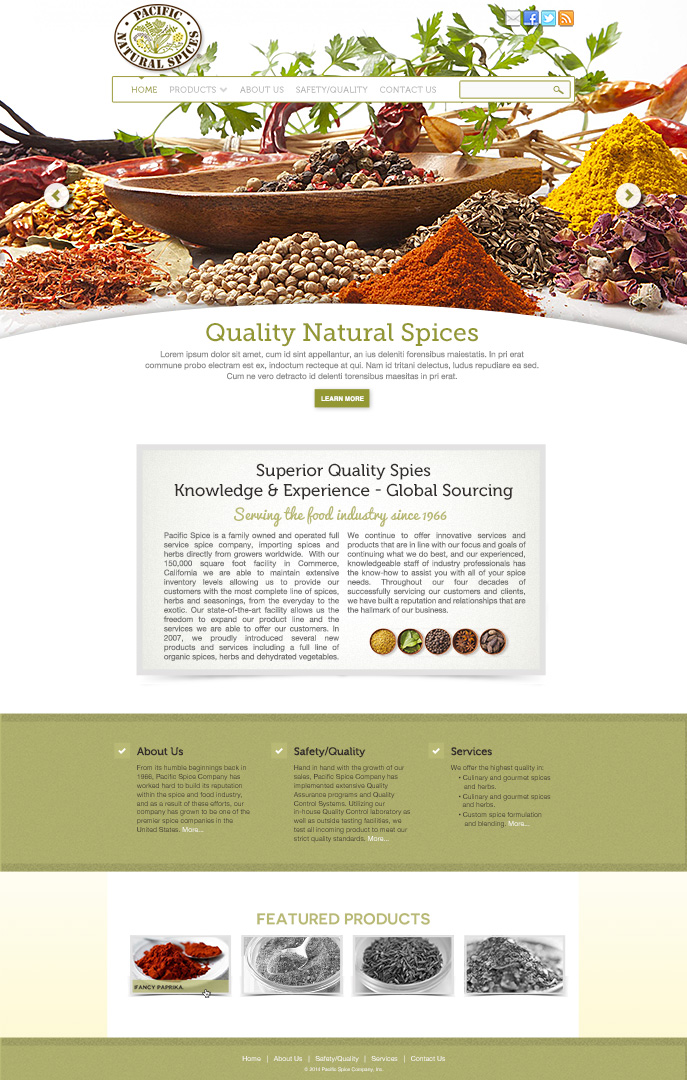 PACIFIC
NATURAL SPICES
HOME PRODUCTS ABOUT US SAFETY/QUALITY CONTACT US
Quality Natural Spices
Lorem ipsum dolor sit amet, cum id sint appellantur, an ius deleniti forensibus maiestatis. In pri erat
commune probo electram est ex, indoctum recteque at qui. Nam id tritani delectus, ludus repudiare ea sed.
Cum ne vero detracto id delenti torensibus maesitas in pri erat.
LEARN MORE
Superior Quality Spies
Knowledge & Experience - Global Sourcing
Serving the food industry since 1966
Pacific Spice is a family owned and operated full
service spice company, importing spices and
herbs directly from growers worldwide. With our
150,000 square foot facility in Commerce,
California we are able to maintain extensive
inventory levels allowing us to provide our
customers with the most complete line of spices,
herbs and seasonings, from the everyday to the
exotic. Our state-of-the-art facility allows us the
freedom to expand our product line and the
services we are able to offer our customers. In
2007, we proudly introduced several new
products and services including a full line of
organic spices, herbs and dehydrated vegetables.
We continue to offer innovative services and
products that are in line with our focus and goals of
continuing what we do best, and our experienced,
knowledgeable staff of industry professionals has
the know-how to assist you with all of your spice
needs. Throughout our four decades of
successfully servicing our customers and clients,
we have built a reputation and relationships that are
the hallmark of our business.
About Us
From its humble beginnings back in
1966, Pacific Spice Company has
worked hard to build its reputation
within the spice and food industry,
and as a result of these efforts, our
company has grown to be one of the
premier spice companies in the
United States. More...
Safety/Quality
Hand in hand with the growth of our
sales, Pacific Spice Company has
implemented extensive Quality
Assurance programs and Quality
Control Systems. Utilizing our
in-house Quality Control laboratory as
well as outside testing facilities, we
test all incoming product to meet our
strict quality standards. More...
Services
We offer the highest quality in:
• Culinary and gourmet spices
and herbs.
• Culinary and gourmet spices
and herbs.
• Custom spice formulation
and blending. More...
FEATURED PRODUCTS
FANCY PAPRIKA
Home | About Us | Safaty/Quality | Services | Contact Us
© 2014 Pacific Spice Company, Inc.